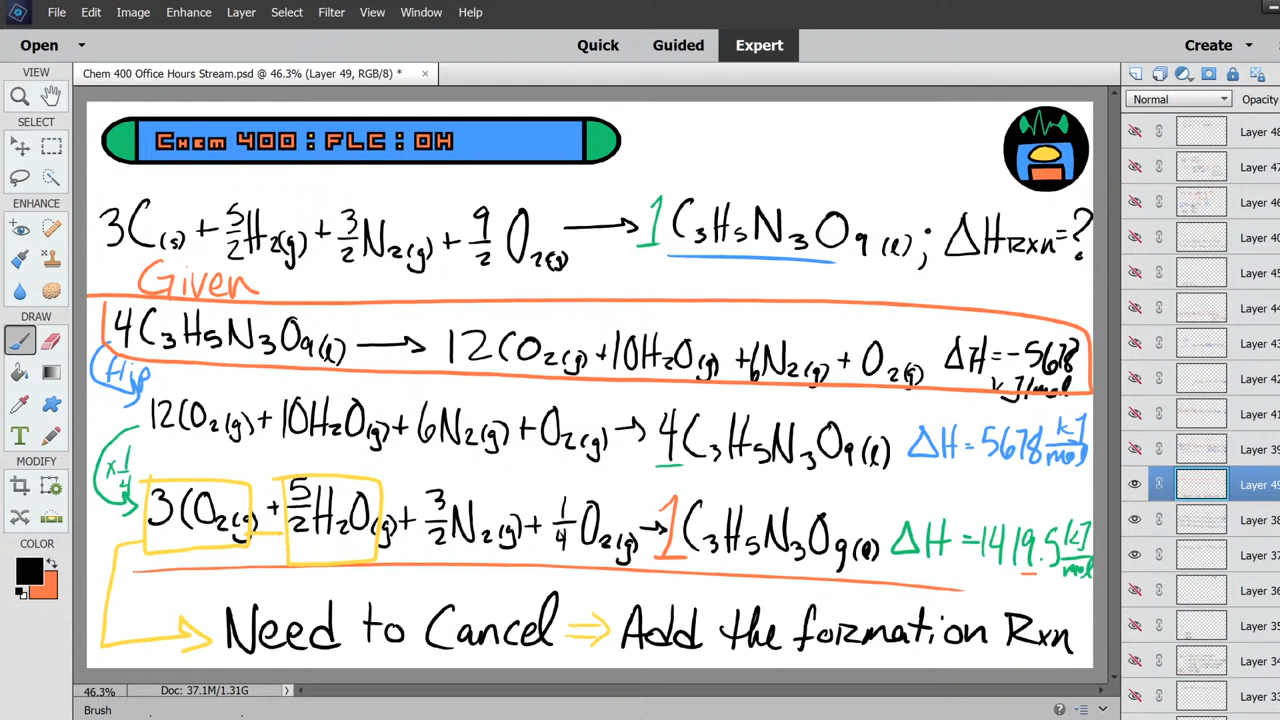 File Edit Image Enhance Layer Select Filter View Window Help
Open Quick Guided Expert Create
Chem 400 Office Hours Stream.psd @ 46.3% (Layer 49, RGB/8) * ×
Normal Opacity
VIEW
SELECT
ENHANCE
DRAW
MODIFY
COLOR
Chem 400 : FLC : OH
3C(s) + 5/2 H2(g) + 3/2 N2(g) + 9/2 O2(g) → 1 C3H5N3O9(l) ; ΔHRxn = ?
Given
4C3H5N3O9(l) → 12CO2(g) + 10H2O(g) + 6N2(g) + O2(g) ΔH = -5678 kJ/mol
Flip
12CO2(g) + 10H2O(g) + 6N2(g) + O2(g) → 4C3H5N3O9(l) ΔH = 5678 kJ/mol
× 1/4
3CO2(g) + 5/2 H2O(g) + 3/2 N2(g) + 1/4 O2(g) → 1 C3H5N3O9(l) ΔH = 1419.5 kJ/mol
Need to Cancel ⇒ Add the formation Rxn
Layer 48
Layer 47
Layer 46
Layer 40
Layer 45
Layer 44
Layer 43
Layer 42
Layer 41
Layer 39
Layer 49
Layer 38
Layer 37
Layer 36
Layer 35
Layer 34
Layer 33
46.3% Doc: 37.1M/1.31G
Brush